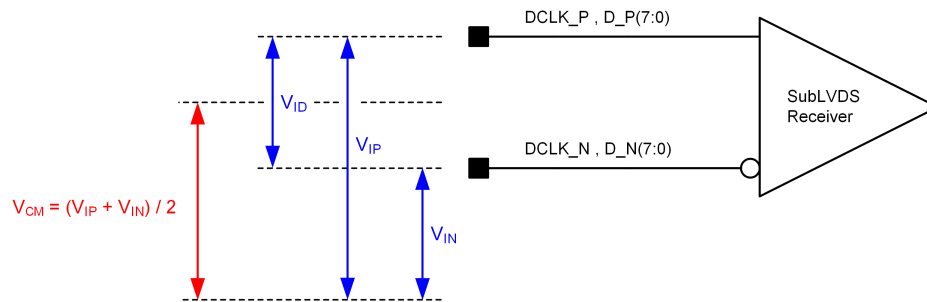 DCLK_P , D_P(7:0)
SubLVDS
Receiver
VID
VIP
DCLK_N , D_N(7:0)
VCM = (VIP + VIN) / 2
VIN